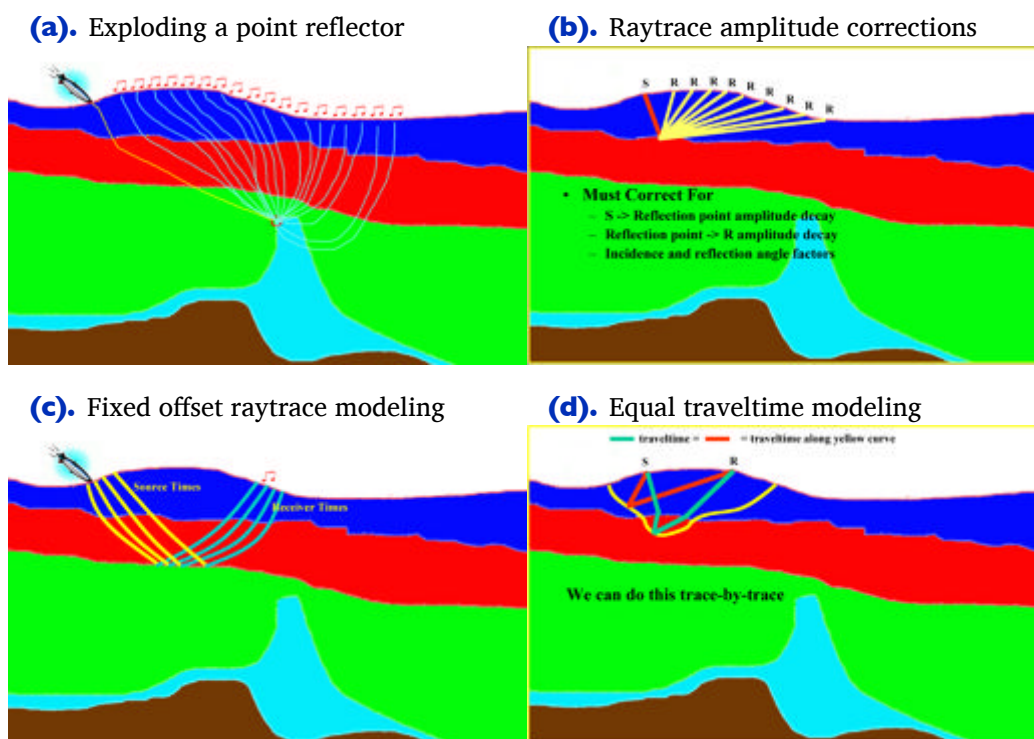 (a). Exploding a point reflector
(b). Raytrace amplitude corrections
S R R R R R R R R R
• Must Correct For
– S -> Reflection point amplitude decay
– Reflection point -> R amplitude decay
– Incidence and reflection angle factors
(c). Fixed offset raytrace modeling
Source Times
Receiver Times
(d). Equal traveltime modeling
traveltime = = traveltime along yellow curve
S R
We can do this trace-by-trace